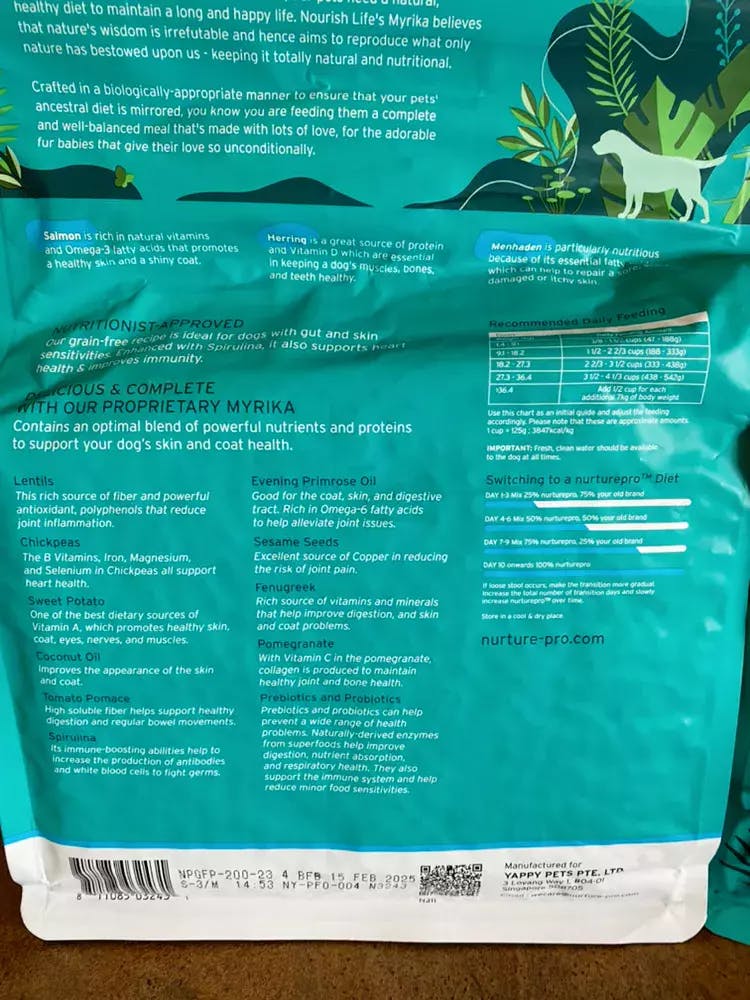 healthy diet to maintain a long and happy life. Nourish Life's Myrika believes
that nature's wisdom is irrefutable and hence aims to reproduce what only
nature has bestowed upon us - keeping it totally natural and nutritional.
Crafted in a biologically-appropriate manner to ensure that your pets'
ancestral diet is mirrored, you know you are feeding them a complete
and well-balanced meal that's made with lots of love, for the adorable
fur babies that give their love so unconditionally.
Salmon is rich in natural vitamins
and Omega-3 fatty acids that promotes
a healthy skin and a shiny coat.
Herring is a great source of protein
and Vitamin D which are essential
in keeping a dog's muscles, bones,
and teeth healthy.
Menhaden is particularly nutritious
because of its essential fatty
which can help to repair a sore,
damaged or itchy skin.
NUTRITIONIST-APPROVED
Our grain-free recipe is ideal for dogs with gut and skin
sensitivities. Enhanced with Spirulina, it also supports heart
health & improves immunity.
DELICIOUS & COMPLETE
WITH OUR PROPRIETARY MYRIKA
Contains an optimal blend of powerful nutrients and proteins
to support your dog's skin and coat health.
Lentils
This rich source of fiber and powerful
antioxidant, polyphenols that reduce
joint inflammation.
Chickpeas
The B Vitamins, Iron, Magnesium,
and Selenium in Chickpeas all support
heart health.
Sweet Potato
One of the best dietary sources of
Vitamin A, which promotes healthy skin,
coat, eyes, nerves, and muscles.
Coconut Oil
Improves the appearance of the skin
and coat.
Tomato Pomace
High soluble fiber helps support healthy
digestion and regular bowel movements.
Spirulina
Its immune-boosting abilities help to
increase the production of antibodies
and white blood cells to fight germs.
Evening Primrose Oil
Good for the coat, skin, and digestive
tract. Rich in Omega-6 fatty acids
to help alleviate joint issues.
Sesame Seeds
Excellent source of Copper in reducing
the risk of joint pain.
Fenugreek
Rich source of vitamins and minerals
that help improve digestion, and skin
and coat problems.
Pomegranate
With Vitamin C in the pomegranate,
collagen is produced to maintain
healthy joint and bone health.
Prebiotics and Probiotics
Prebiotics and probiotics can help
prevent a wide range of health
problems. Naturally-derived enzymes
from superfoods help improve
digestion, nutrient absorption,
and respiratory health. They also
support the immune system and help
reduce minor food sensitivities.
Recommended Daily Feeding
cups (47 - 188g)
9.1 - 18.2 1 1/2 - 2 2/3 cups (188 - 333g)
18.2 - 27.3 2 2/3 - 3 1/2 cups (333 - 438g)
27.3 - 36.4 3 1/2 - 4 1/3 cups (438 - 542g)
>36.4 Add 1/2 cup for each
additional 7kg of body weight
Use this chart as an initial guide and adjust the feeding
accordingly. Please note that these are approximate amounts.
1 cup = 125g ; 3847kcal/kg
IMPORTANT: Fresh, clean water should be available
to the dog at all times.
Switching to a nurturepro™ Diet
DAY 1-3 Mix 25% nurturepro, 75% your old brand
DAY 4-6 Mix 50% nurturepro, 50% your old brand
DAY 7-9 Mix 75% nurturepro, 25% your old brand
DAY 10 onwards 100% nurturepro
If loose stool occurs, make the transition more gradual.
Increase the total number of transition days and slowly
increase nurturepro™ over time.
Store in a cool & dry place.
nurture-pro.com
NPGFP-200-23 4 BFB 15 FEB 2025
S-3/M 14:53 NY-PFO-004 N3243
Manufactured for
YAPPY PETS PTE. LTD.
3 Loyang Way 1, #04-01
Singapore